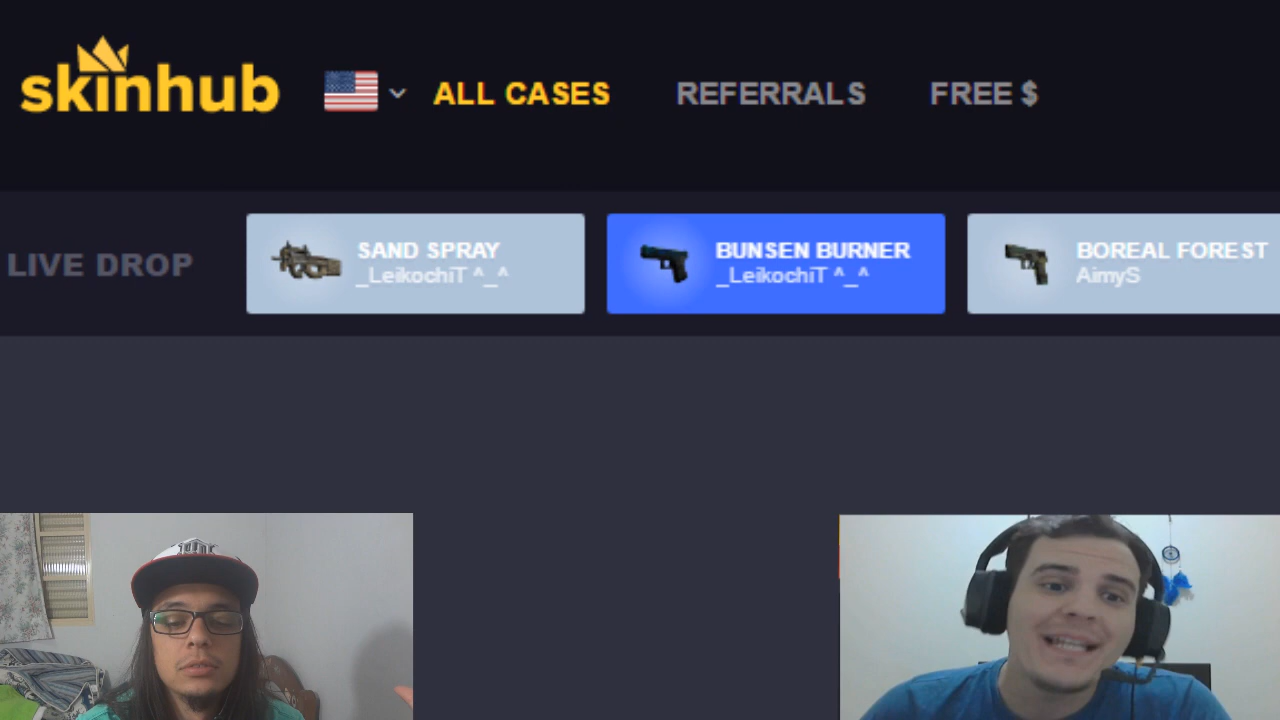 skinhub
ALL CASES
REFERRALS
FREE $
LIVE DROP
SAND SPRAY
_LeikochiT ^_^
BUNSEN BURNER
_LeikochiT ^_^
BOREAL FOREST
AimyS